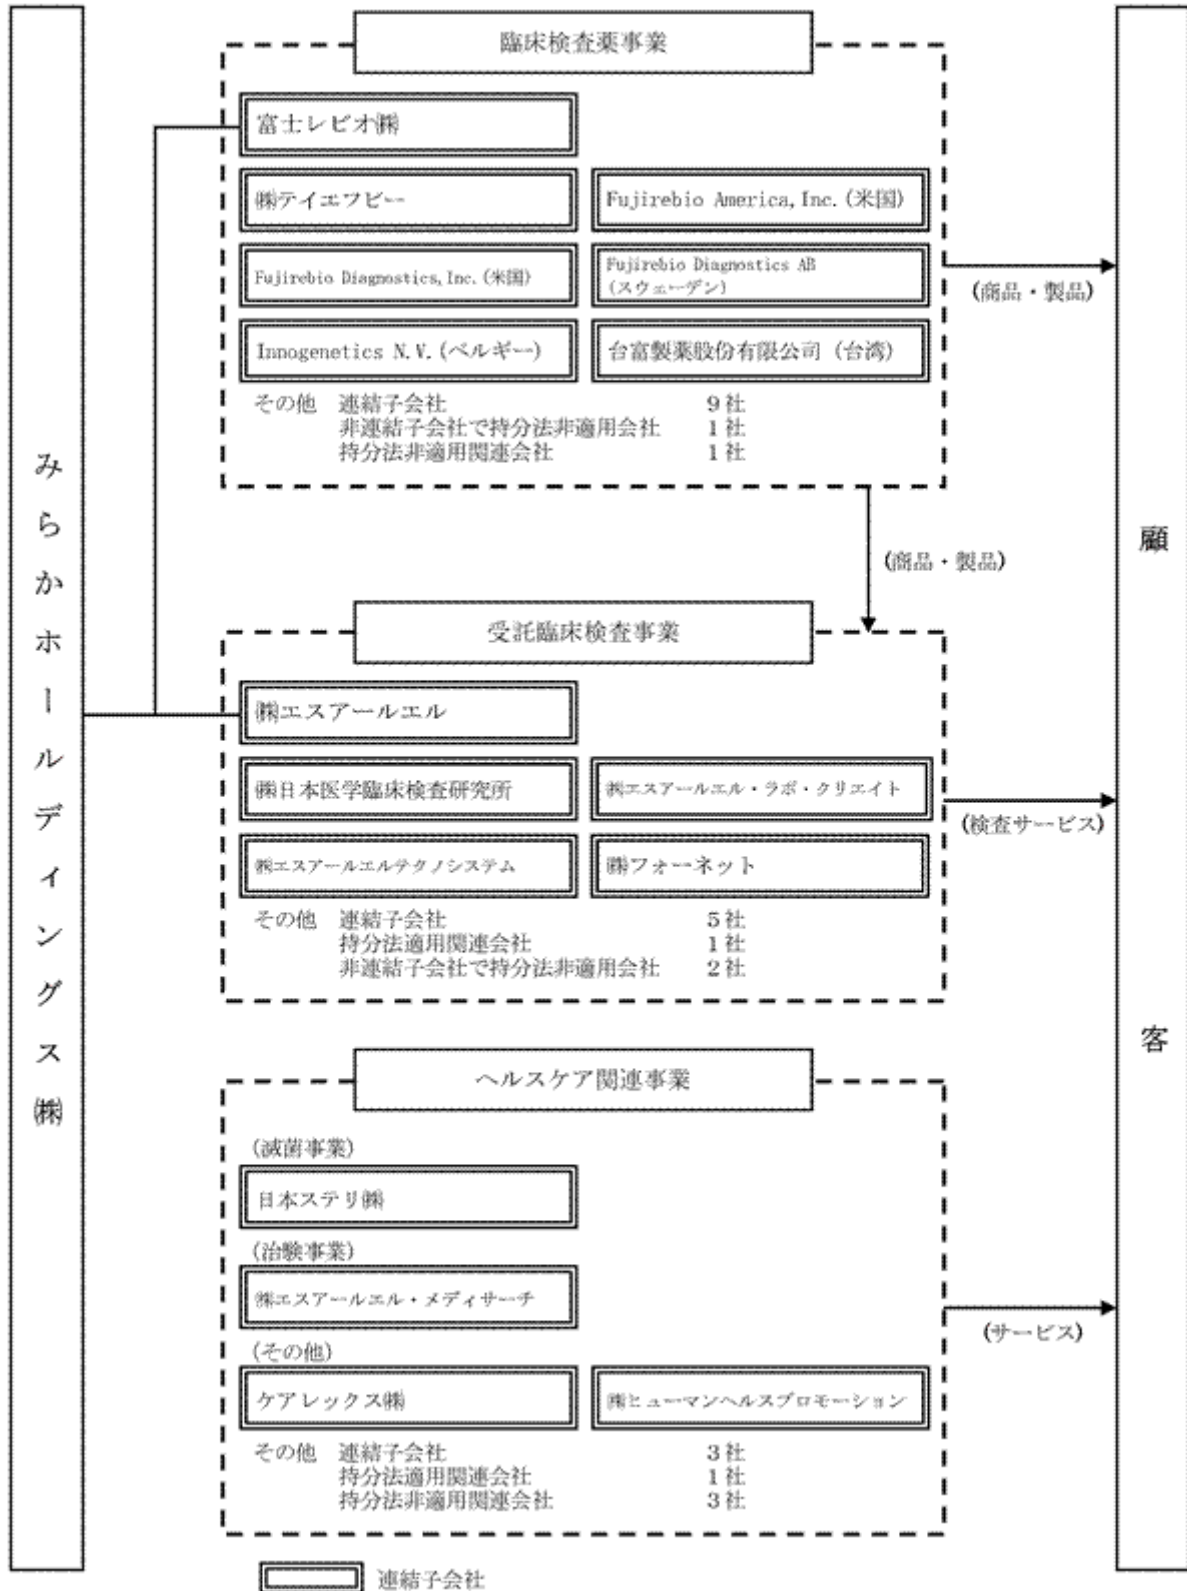 みらかホールディングス㈱
臨床検査薬事業
富士レビオ㈱
㈱テイエフビー
Fujirebio America, Inc. (米国)
Fujirebio Diagnostics, Inc. (米国)
Fujirebio Diagnostics AB
(スウェーデン)
Innogenetics N.V. (ベルギー)
台富製薬股份有限公司 (台湾)
その他 連結子会社 9社
非連結子会社で持分法非適用会社 1社
持分法非適用関連会社 1社
(商品・製品)
(商品・製品)
受託臨床検査事業
㈱エスアールエル
㈱日本医学臨床検査研究所
㈱エスアールエル・ラボ・クリエイト
㈱エスアールエルテクノシステム
㈱フォーネット
その他 連結子会社 5社
持分法適用関連会社 1社
非連結子会社で持分法非適用会社 2社
(検査サービス)
ヘルスケア関連事業
(滅菌事業)
日本ステリ㈱
(治験事業)
㈱エスアールエル・メディサーチ
(その他)
ケアレックス㈱
㈱ヒューマンヘルスプロモーション
その他 連結子会社 3社
持分法適用関連会社 1社
持分法非適用関連会社 3社
(サービス)
顧客
連結子会社